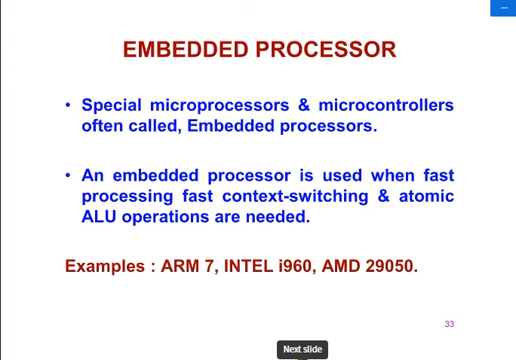 EMBEDDED PROCESSOR
• Special microprocessors & microcontrollers
often called, Embedded processors.
• An embedded processor is used when fast
processing fast context-switching & atomic
ALU operations are needed.
Examples : ARM 7, INTEL i960, AMD 29050.
33
Next slide